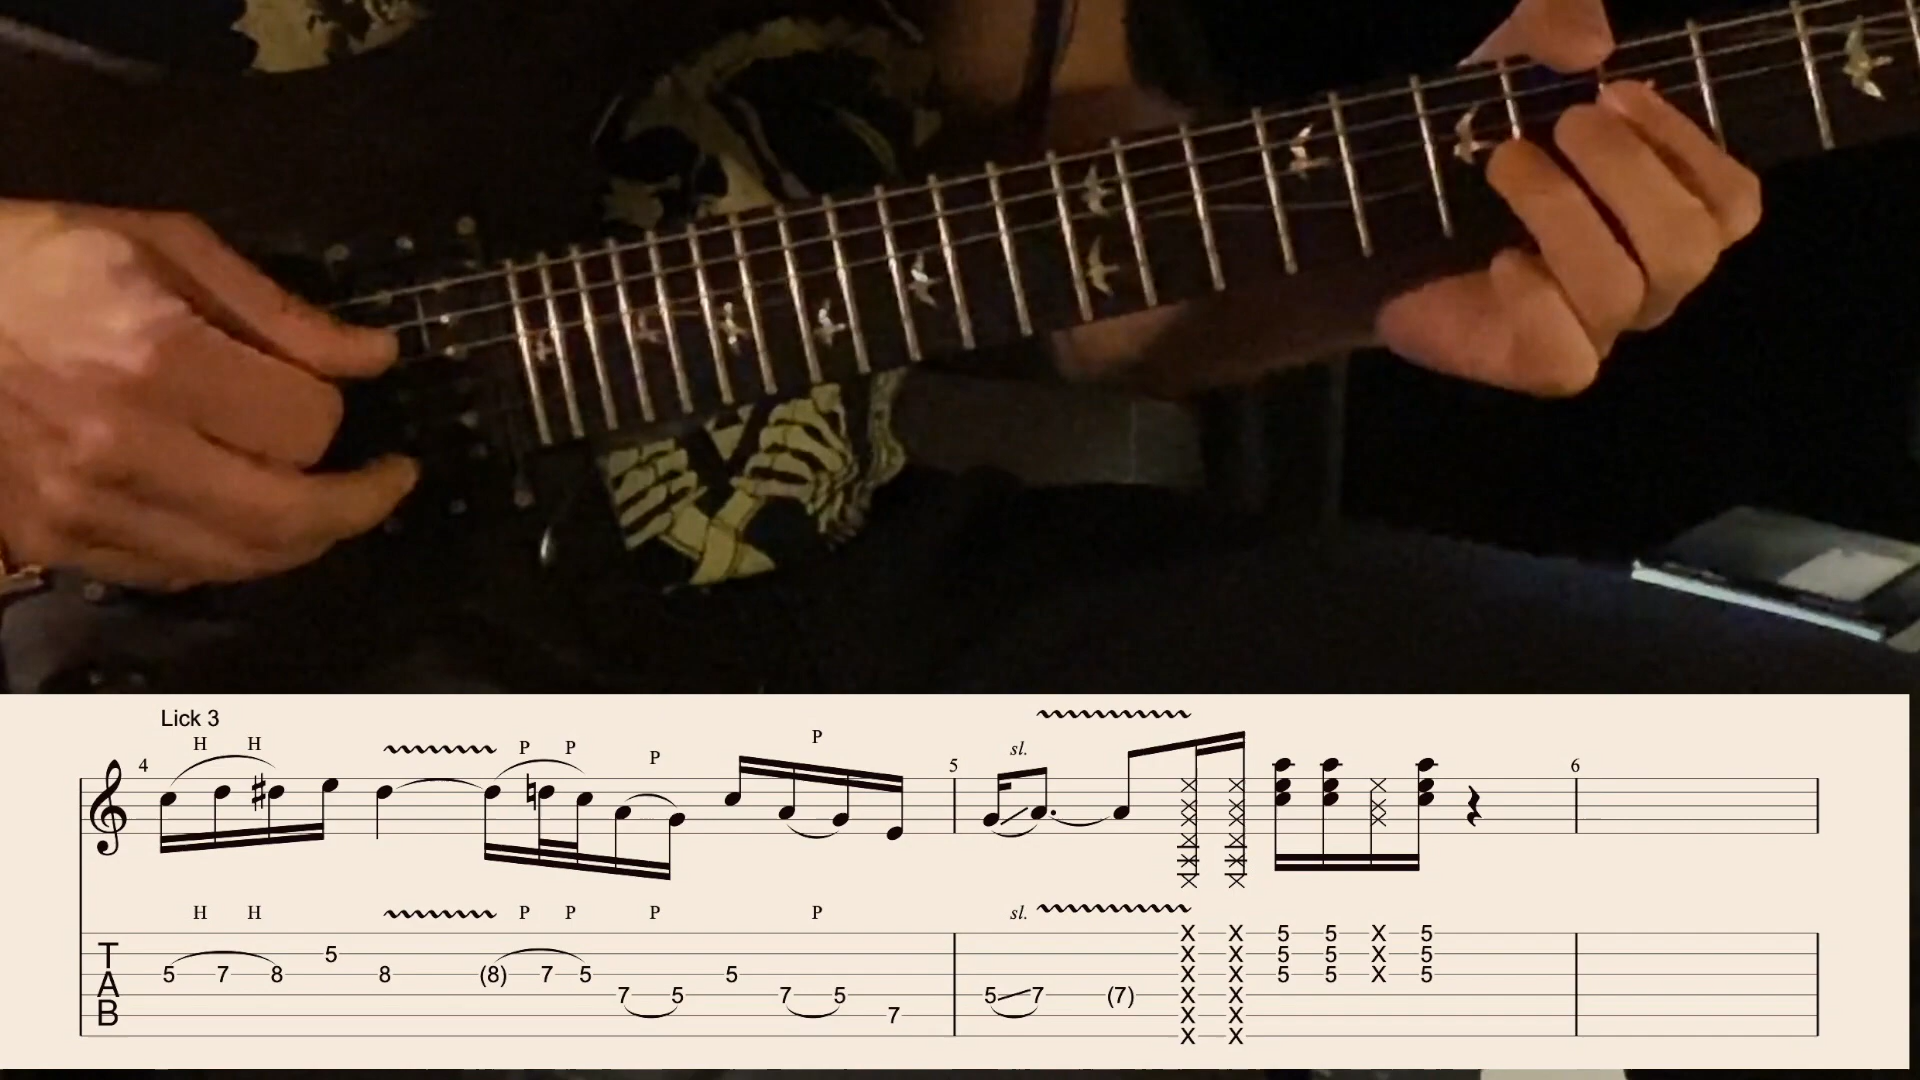 Lick 3
H H P P P P
4 sl. 5 6
H H P P P P sl.
X X 5 5 X 5
T 5 X X 5 5 X 5
A 5 7 8 8 (8) 7 5 5 X X 5 5 X 5
7 5 7 5 5 7 (7) X X
B 7 X X
X X